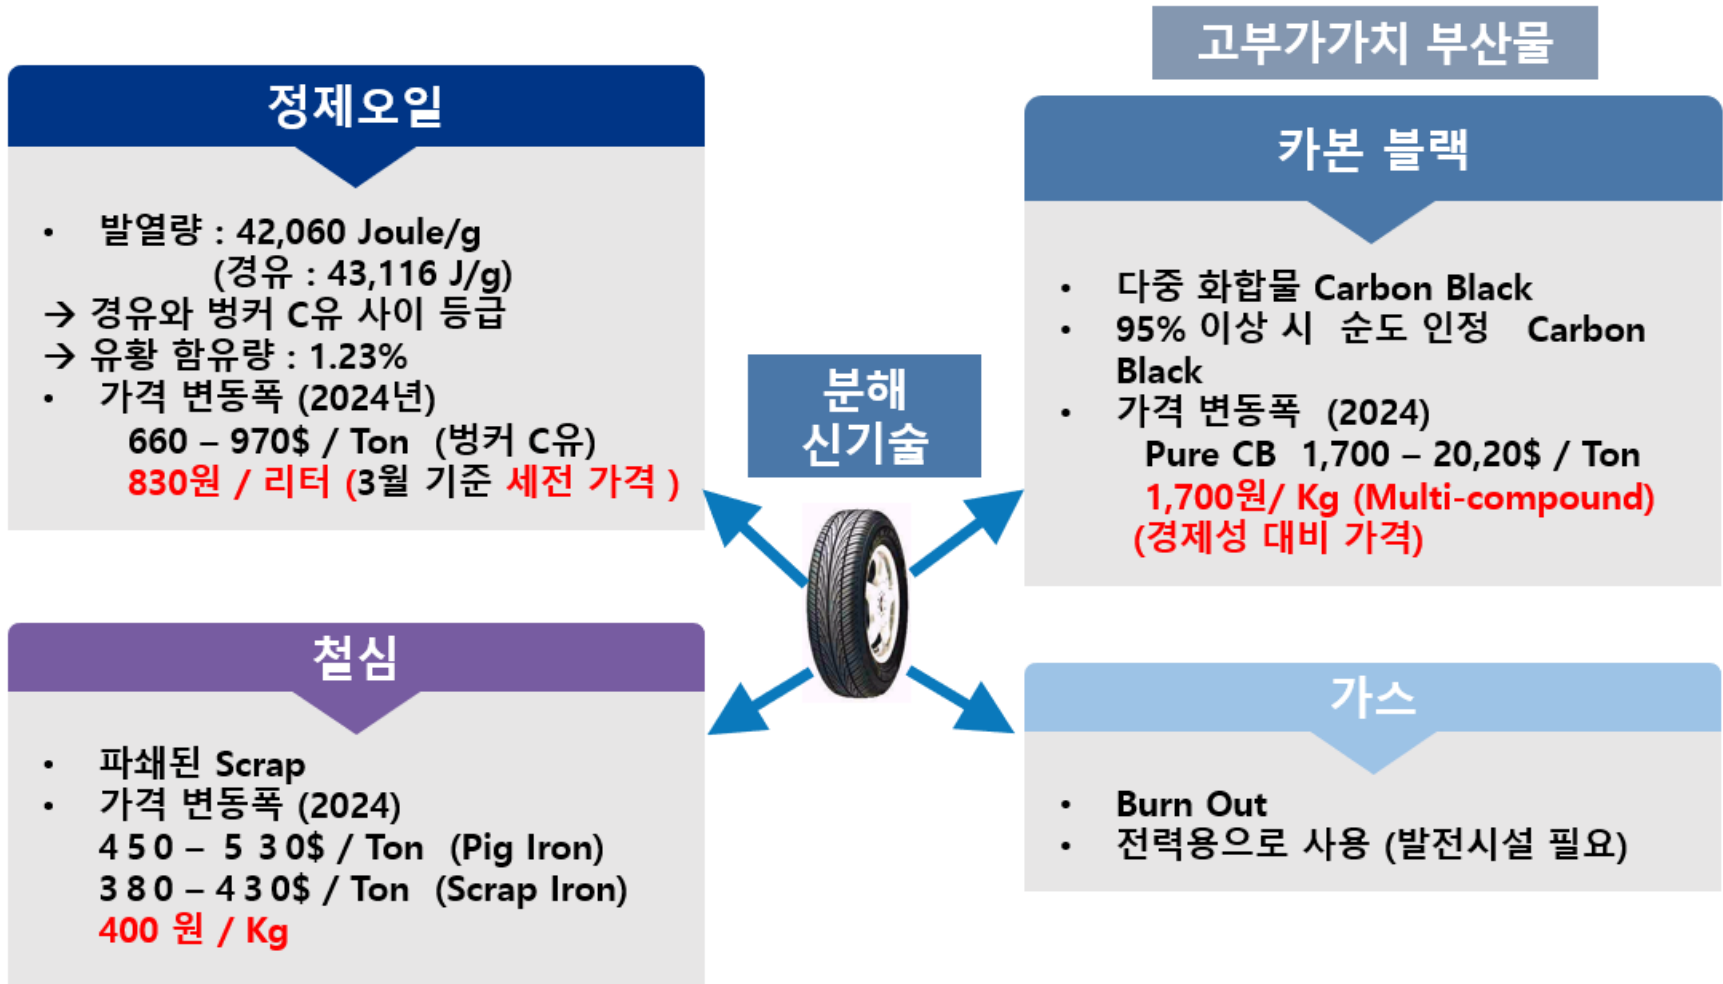 고부가가치 부산물
정제오일
• 발열량 : 42,060 Joule/g
(경유 : 43,116 J/g)
→ 경유와 벙커 C유 사이 등급
→ 유황 함유량 : 1.23%
• 가격 변동폭 (2024년)
660 – 970$ / Ton (벙커 C유)
830원 / 리터 (3월 기준 세전 가격 )
카본 블랙
• 다중 화합물 Carbon Black
• 95% 이상 시 순도 인정 Carbon
Black
• 가격 변동폭 (2024)
Pure CB 1,700 – 20,20$ / Ton
1,700원/ Kg (Multi-compound)
(경제성 대비 가격)
분해
신기술
철심
• 파쇄된 Scrap
• 가격 변동폭 (2024)
4 5 0 – 5 3 0$ / Ton (Pig Iron)
3 8 0 – 4 3 0$ / Ton (Scrap Iron)
400 원 / Kg
가스
• Burn Out
• 전력용으로 사용 (발전시설 필요)